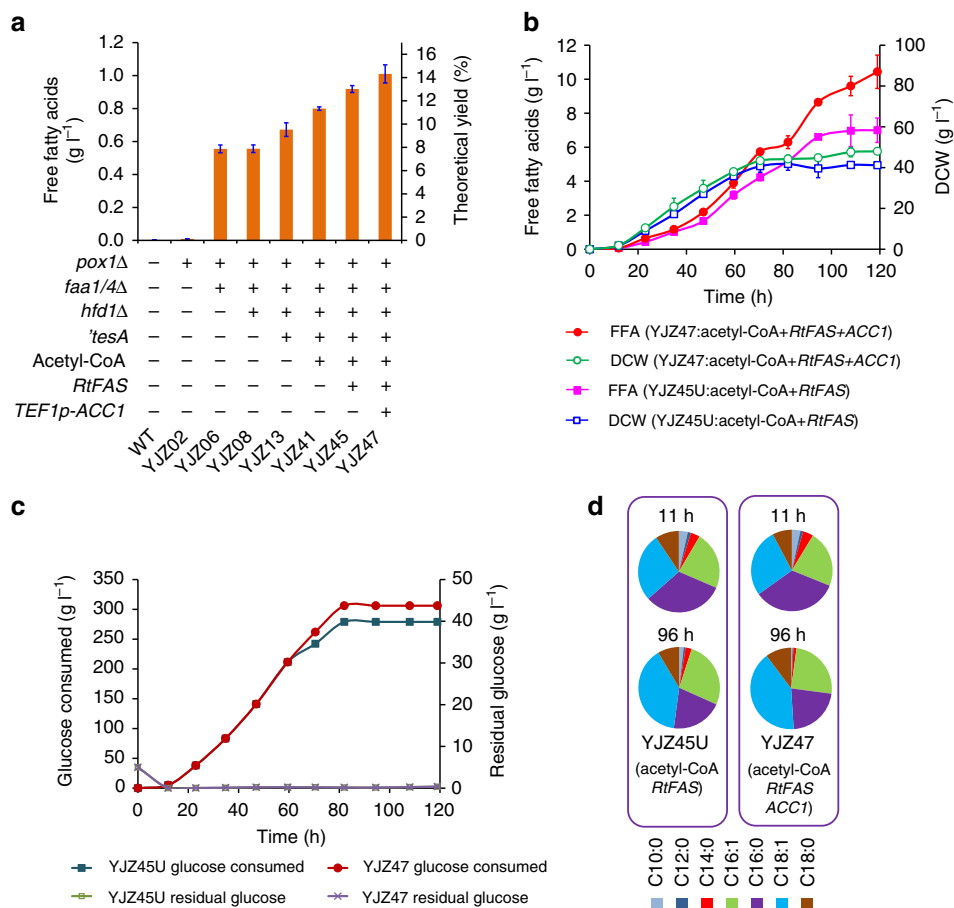 a
1.2
1.0
0.8
0.6
0.4
0.2
0.0
Free fatty acids
(g l⁻¹)
16
14
12
10
8
6
4
2
0
Theoretical yield (%)
pox1Δ – + + + + + + +
faa1/4Δ – – + + + + + +
hfd1Δ – – – + + + + +
'tesA – – – – + + + +
Acetyl-CoA – – – – – + + +
RtFAS – – – – – – + +
TEF1p-ACC1 – – – – – – – +
WT YJZ02 YJZ06 YJZ08 YJZ13 YJZ41 YJZ45 YJZ47
b
12
10
8
6
4
2
0
Free fatty acids (g l⁻¹)
100
80
60
40
20
0
DCW (g l⁻¹)
0 20 40 60 80 100 120
Time (h)
FFA (YJZ47:acetyl-CoA+RtFAS+ACC1)
DCW (YJZ47:acetyl-CoA+RtFAS+ACC1)
FFA (YJZ45U:acetyl-CoA+RtFAS)
DCW (YJZ45U:acetyl-CoA+RtFAS)
c
350
300
250
200
150
100
50
0
Glucose consumed (g l⁻¹)
50
40
30
20
10
0
Residual glucose (g l⁻¹)
0 20 40 60 80 100 120
Time (h)
YJZ45U glucose consumed
YJZ47 glucose consumed
YJZ45U residual glucose
YJZ47 residual glucose
d
11 h
96 h
YJZ45U
(acetyl-CoA
RtFAS)
11 h
96 h
YJZ47
(acetyl-CoA
RtFAS
ACC1)
C10:0
C12:0
C14:0
C16:1
C16:0
C18:1
C18:0